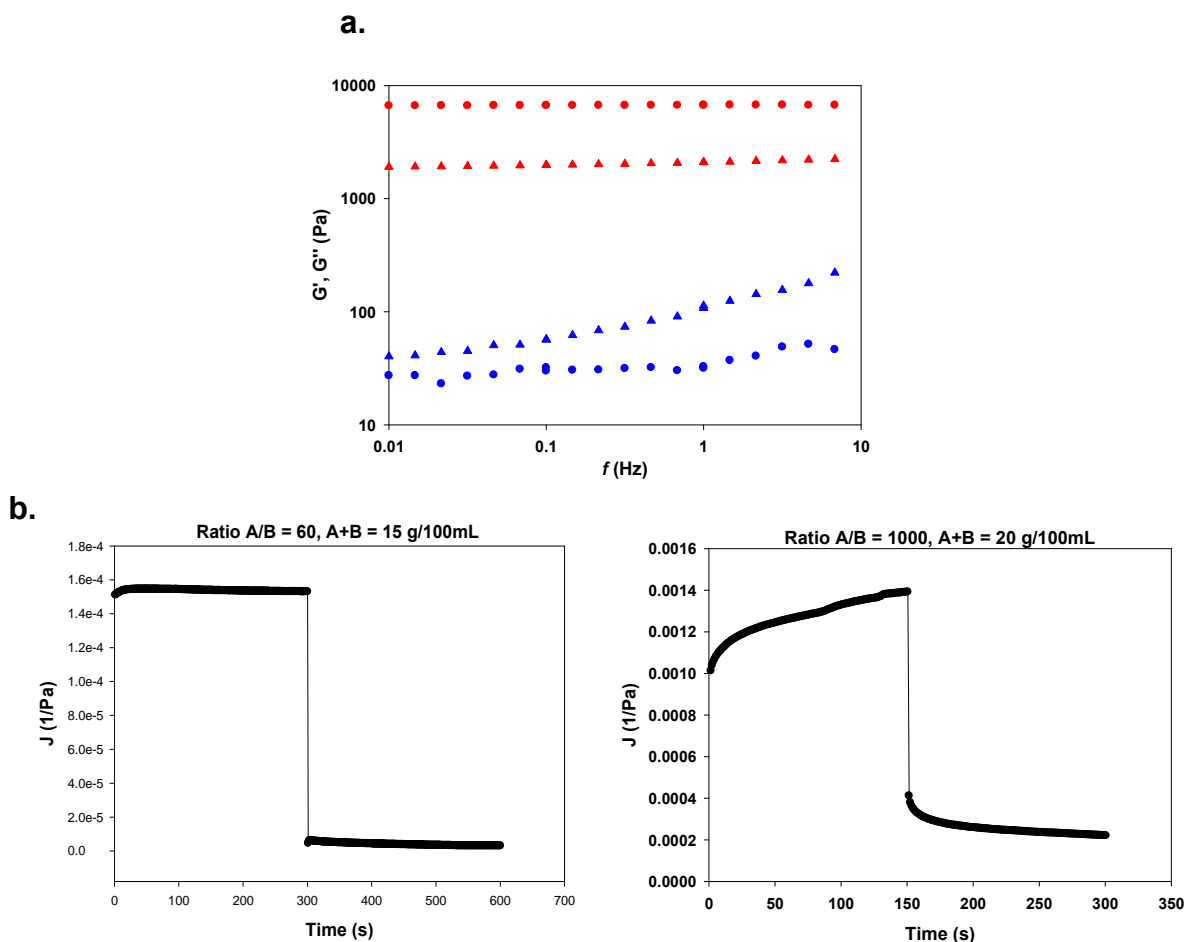 a.
10000
1000
100
10
G', G" (Pa)
0.01
0.1
1
10
f (Hz)
b.
Ratio A/B = 60, A+B = 15 g/100mL
1.8e-4
1.6e-4
1.4e-4
1.2e-4
1.4e-4
8.0e-5
6.0e-5
4.0e-5
2.0e-5
0.0
J (1/Pa)
0
100
200
300
400
500
600
700
Time (s)
Ratio A/B = 1000, A+B = 20 g/100mL
0.0016
0.0014
0.0012
0.0010
0.0008
0.0006
0.0004
0.0002
0.0000
J (1/Pa)
0
50
100
150
200
250
300
350
Time (s)